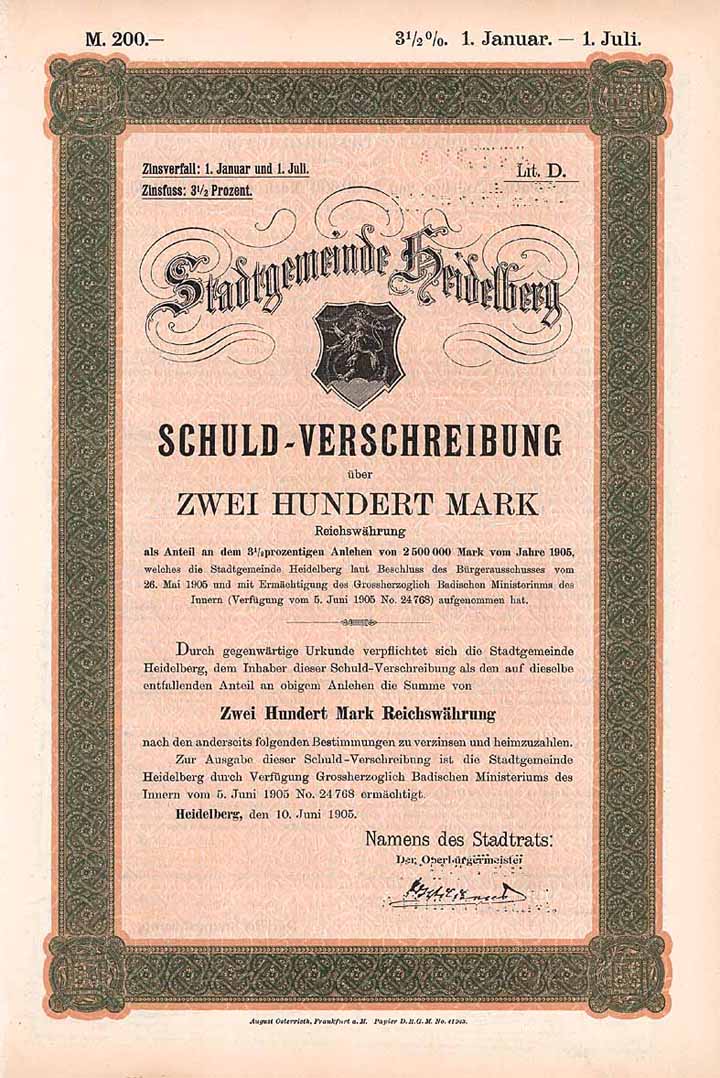 M. 200.—
3½%. 1. Januar. — 1. Juli.
Zinsverfall: 1. Januar und 1. Juli.
Zinsfuss: 3½ Prozent.
Lit. D.
Stadtgemeinde Heidelberg
SCHULD-VERSCHREIBUNG
über
ZWEI HUNDERT MARK
Reichswährung
als Anteil an dem 3½prozentigen Anlehen von 2 500 000 Mark vom Jahre 1905,
welches die Stadtgemeinde Heidelberg laut Beschluss des Bürgerausschusses vom
26. Mai 1905 und mit Ermächtigung des Grossherzoglich Badischen Ministeriums des
Innern (Verfügung vom 5. Juni 1905 No. 24768) aufgenommen hat.
Durch gegenwärtige Urkunde verpflichtet sich die Stadtgemeinde
Heidelberg, dem Inhaber dieser Schuld-Verschreibung als den auf dieselbe
entfallenden Anteil an obigem Anlehen die Summe von
Zwei Hundert Mark Reichswährung
nach den anderseits folgenden Bestimmungen zu verzinsen und heimzuzahlen.
Zur Ausgabe dieser Schuld-Verschreibung ist die Stadtgemeinde
Heidelberg durch Verfügung Grossherzoglich Badischen Ministeriums des
Innern vom 5. Juni 1905 No. 24768 ermächtigt.
Heidelberg, den 10. Juni 1905.
Namens des Stadtrats:
Der Oberbürgermeister
August Osterrieth, Frankfurt a. M. Papier D.R.G.M. No.